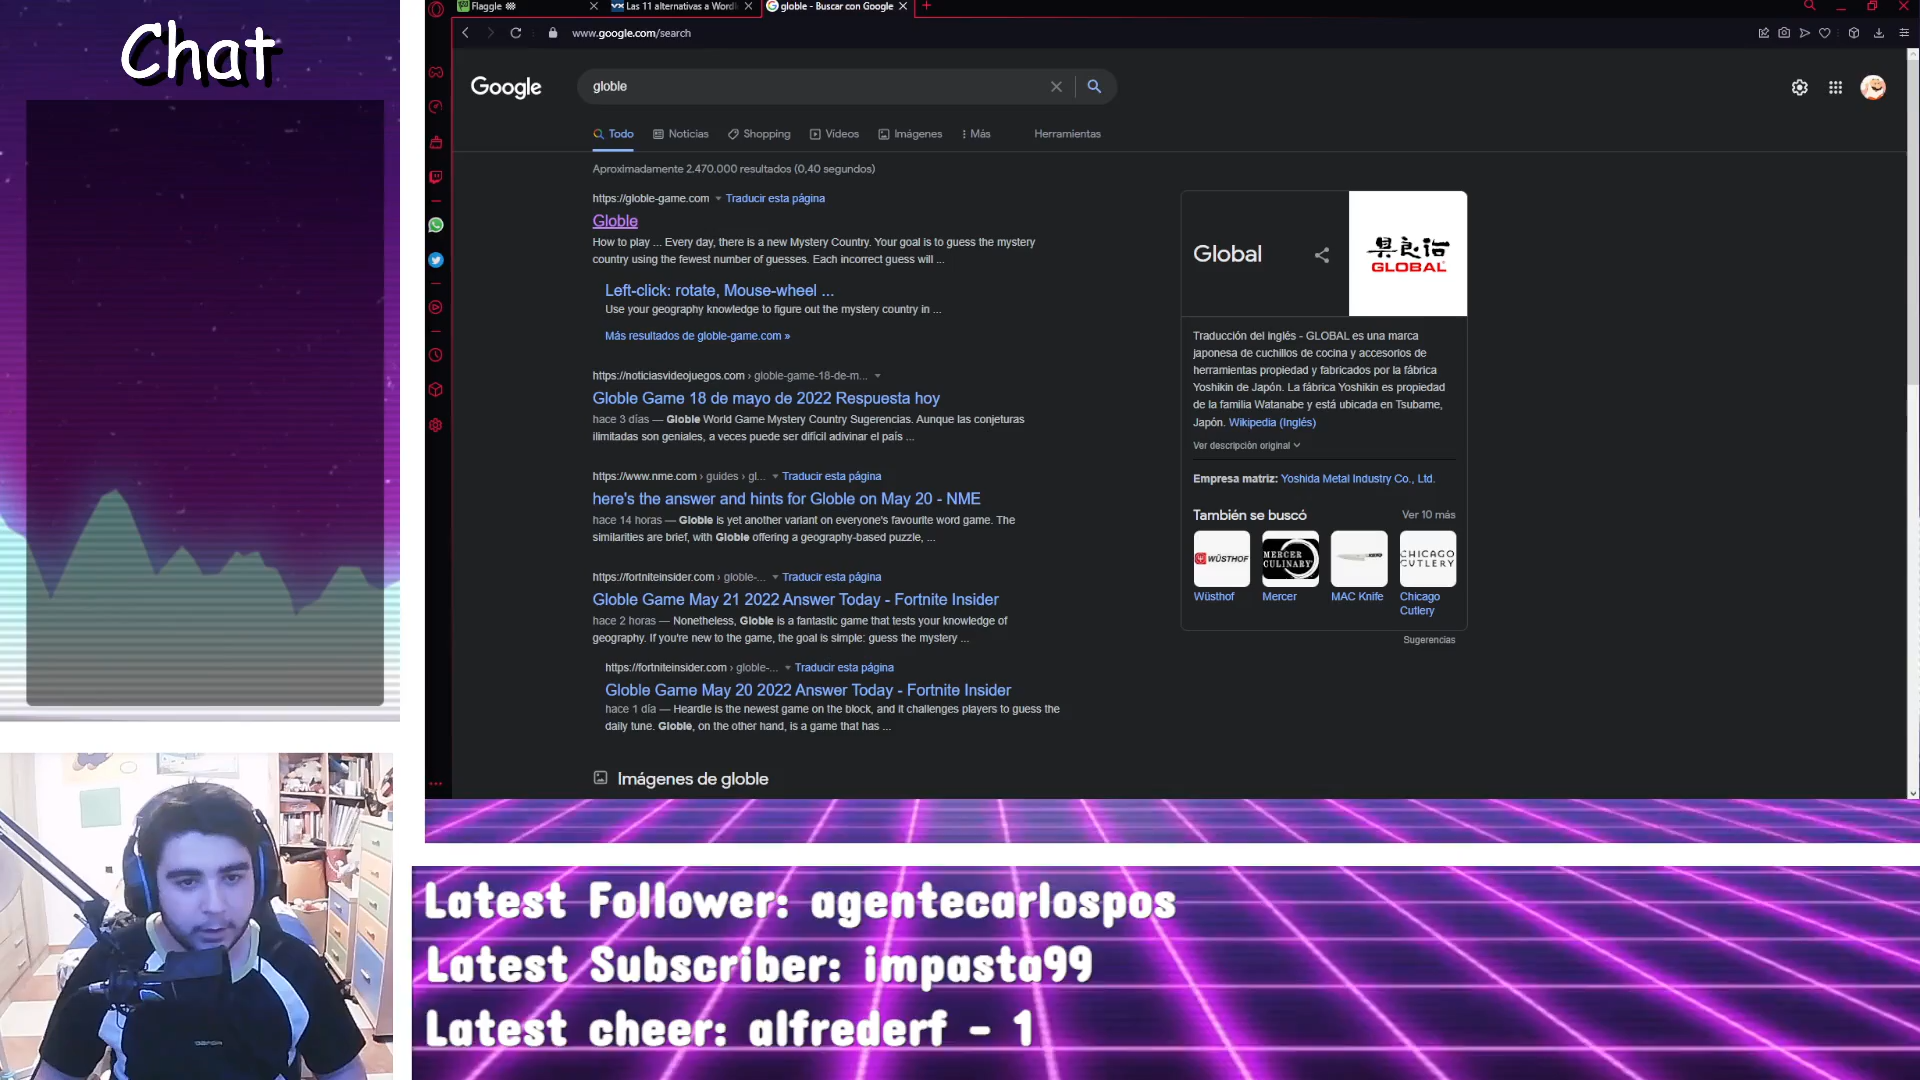 Chat
Flaggle
Las 11 alternativas a Wordl
globle - Buscar con Google
www.google.com/search
Google
globle
Todo
Noticias
Shopping
Vídeos
Imágenes
Más
Herramientas
Aproximadamente 2.470.000 resultados (0,40 segundos)
https://globle-game.com
Traducir esta página
Globle
How to play ... Every day, there is a new Mystery Country. Your goal is to guess the mystery
country using the fewest number of guesses. Each incorrect guess will ...
Left-click: rotate, Mouse-wheel ...
Use your geography knowledge to figure out the mystery country in ...
Más resultados de globle-game.com »
https://noticiasvideojuegos.com › globle-game-18-de-m...
Globle Game 18 de mayo de 2022 Respuesta hoy
hace 3 días — Globle World Game Mystery Country Sugerencias. Aunque las conjeturas
ilimitadas son geniales, a veces puede ser difícil adivinar el país ...
https://www.nme.com › guides › gl...
Traducir esta página
here's the answer and hints for Globle on May 20 - NME
hace 14 horas — Globle is yet another variant on everyone's favourite word game. The
similarities are brief, with Globle offering a geography-based puzzle, ...
https://fortniteinsider.com › globle-...
Traducir esta página
Globle Game May 21 2022 Answer Today - Fortnite Insider
hace 2 horas — Nonetheless, Globle is a fantastic game that tests your knowledge of
geography. If you're new to the game, the goal is simple: guess the mystery ...
https://fortniteinsider.com › globle-...
Traducir esta página
Globle Game May 20 2022 Answer Today - Fortnite Insider
hace 1 día — Heardle is the newest game on the block, and it challenges players to guess the
daily tune. Globle, on the other hand, is a game that has ...
Imágenes de globle
Global
具良治
GLOBAL
Traducción del inglés - GLOBAL es una marca
japonesa de cuchillos de cocina y accesorios de
herramientas propiedad y fabricados por la fábrica
Yoshikin de Japón. La fábrica Yoshikin es propiedad
de la familia Watanabe y está ubicada en Tsubame,
Japón. Wikipedia (Inglés)
Ver descripción original
Empresa matriz: Yoshida Metal Industry Co., Ltd.
También se buscó
Ver 10 más
WÜSTHOF
MERCER
CULINARY
CHICAGO
CUTLERY
Wüsthof
Mercer
MAC Knife
Chicago
Cutlery
Sugerencias
Latest Follower: agentecarlospos
Latest Subscriber: impasta99
Latest cheer: alfrederf - 1